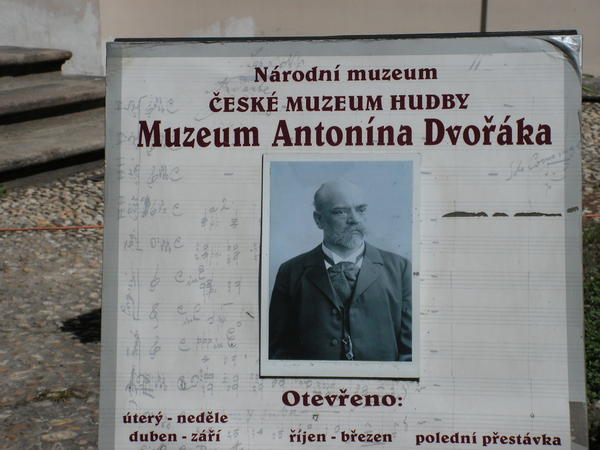 Národní muzeum
ČESKÉ MUZEUM HUDBY
Muzeum Antonína Dvořáka
Otevřeno:
úterý - neděle
duben - září říjen - březen polední přestávka